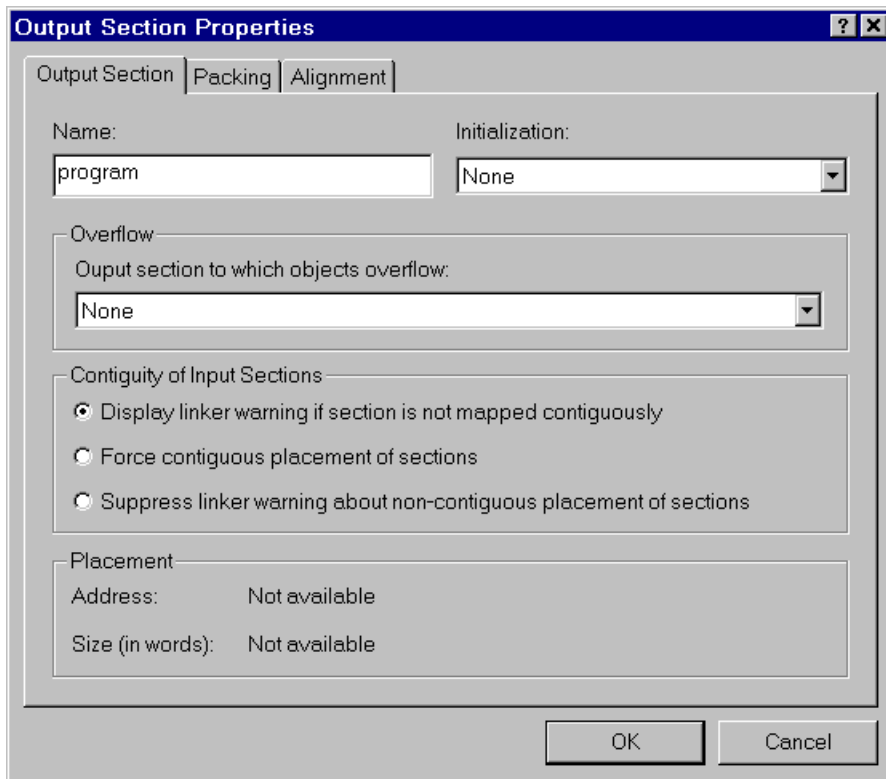 Output Section Properties
Output Section Packing Alignment
Name: Initialization:
program None
Overflow
Ouput section to which objects overflow:
None
Contiguity of Input Sections
Display linker warning if section is not mapped contiguously
Force contiguous placement of sections
Suppress linker warning about non-contiguous placement of sections
Placement
Address: Not available
Size (in words): Not available
OK Cancel